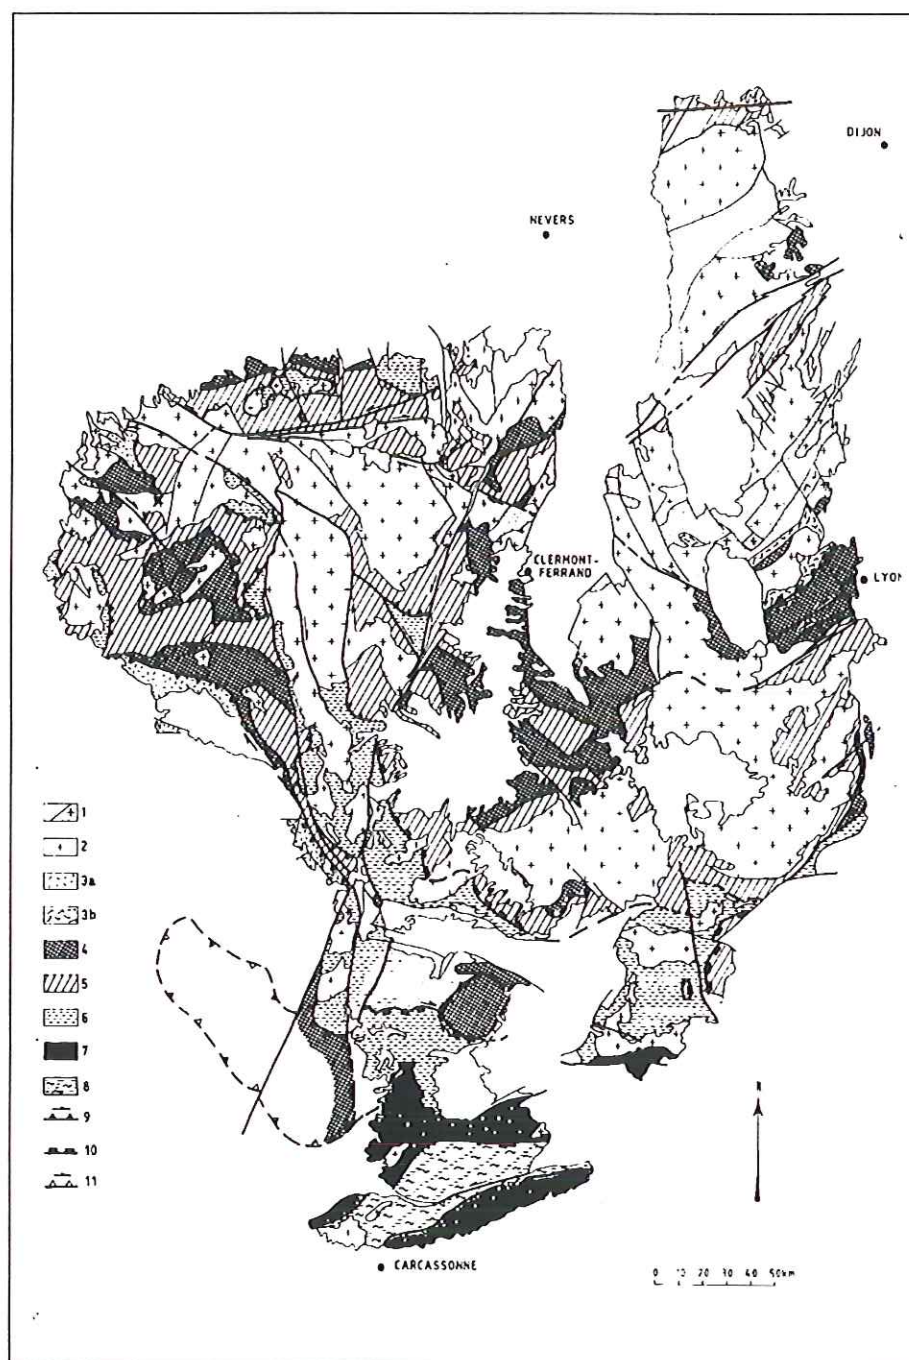 DIJON
NEVERS
CLERMONT-
FERRAND
LYON
1
2
3a
3b
4
5
6
7
8
9
10
11
N
CARCASSONNE
0 10 20 30 40 50km